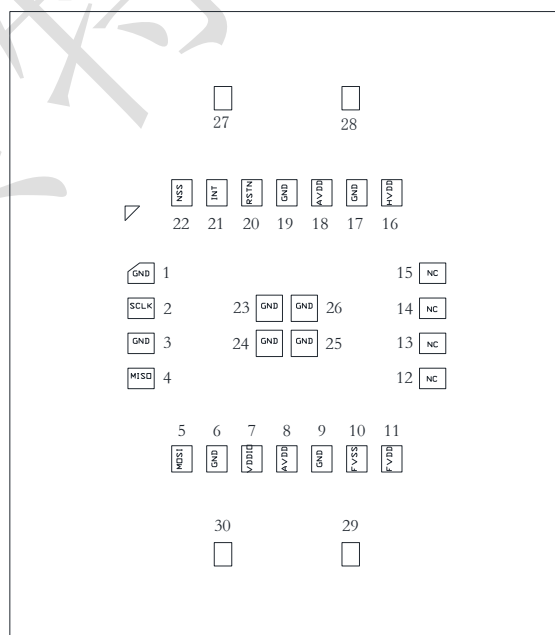 27 28
NSS INT RSTN GND AVDD GND HVDD
22 21 20 19 18 17 16
GND 1 15 NC
SCLK 2 23 GND GND 26 14 NC
GND 3 24 GND GND 25 13 NC
MISO 4 12 NC
5 6 7 8 9 10 11
MOSI GND VDDIO AVDD GND FVSS FVDD
30 29